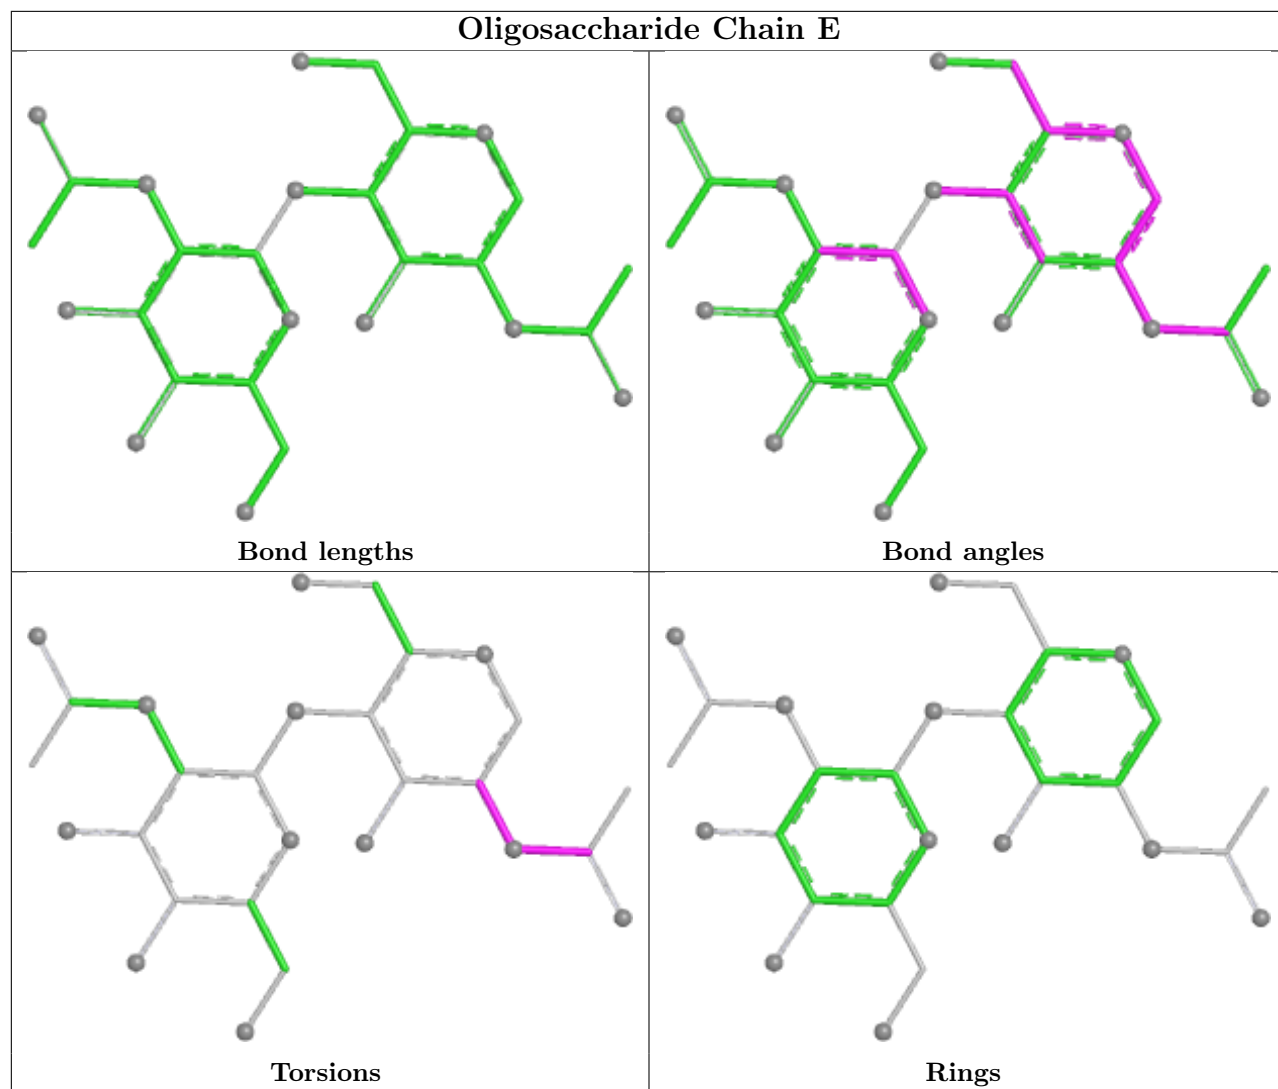 Oligosaccharide Chain E
Bond lengths
Bond angles
Torsions
Rings